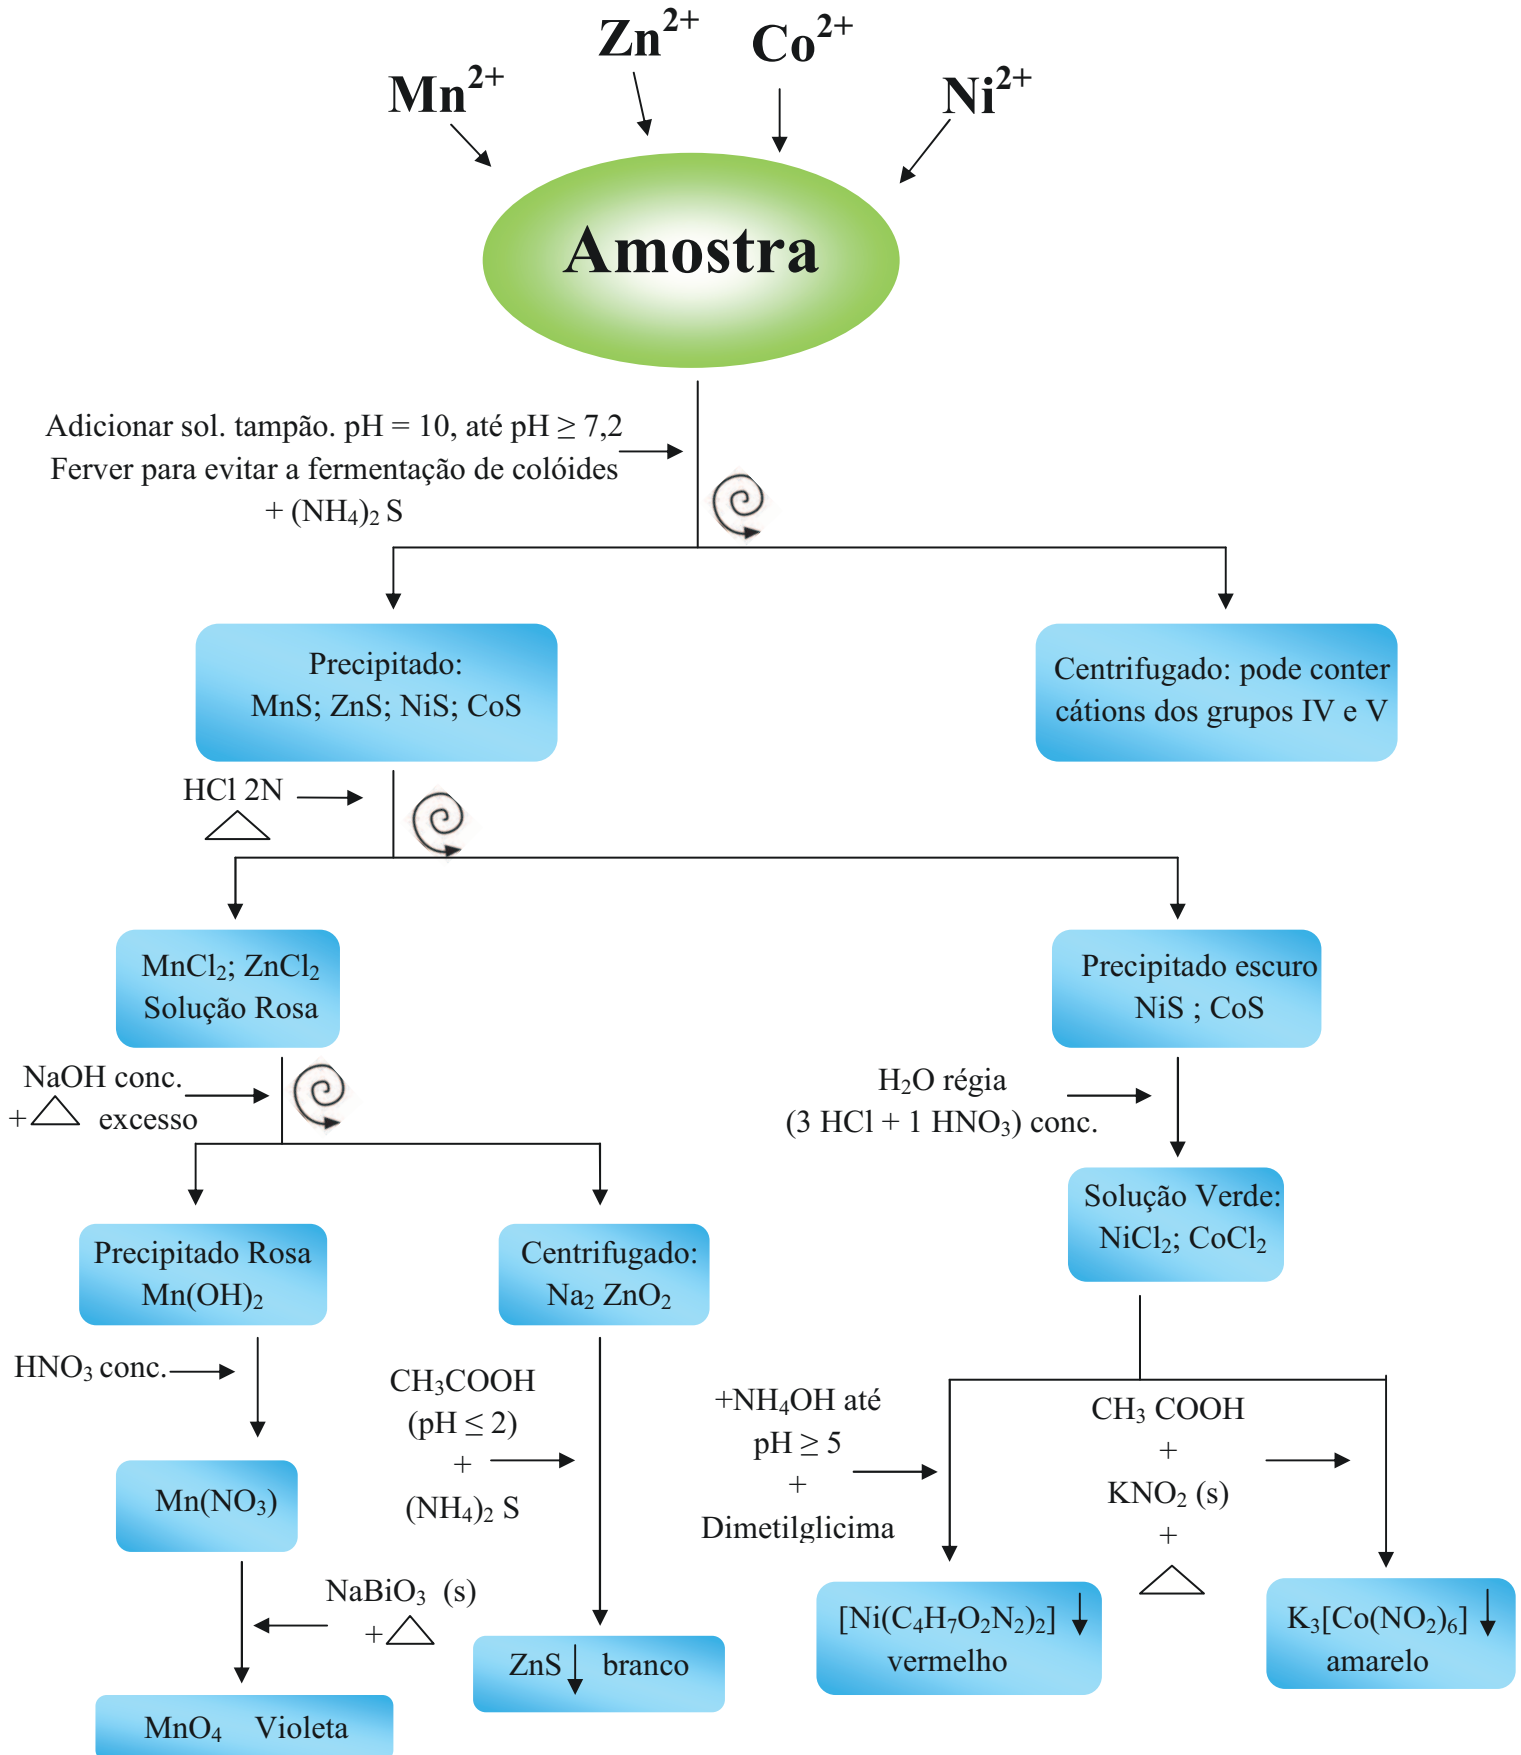 Mn²⁺
Zn²⁺
Co²⁺
Ni²⁺
Amostra
Adicionar sol. tampão. pH = 10, até pH ≥ 7,2
Ferver para evitar a fermentação de colóides
+ (NH₄)₂ S
Precipitado:
MnS; ZnS; NiS; CoS
Centrifugado: pode conter
cátions dos grupos IV e V
HCl 2N
MnCl₂; ZnCl₂
Solução Rosa
Precipitado escuro
NiS ; CoS
NaOH conc.
+ excesso
H₂O régia
(3 HCl + 1 HNO₃) conc.
Precipitado Rosa
Mn(OH)₂
Centrifugado:
Na₂ ZnO₂
Solução Verde:
NiCl₂; CoCl₂
HNO₃ conc.
CH₃COOH
(pH ≤ 2)
+
(NH₄)₂ S
+NH₄OH até
pH ≥ 5
+
Dimetilglicima
CH₃ COOH
+
KNO₂ (s)
+
Mn(NO₃)
NaBiO₃ (s)
+
MnO₄ Violeta
ZnS↓ branco
[Ni(C₄H₇O₂N₂)₂]↓
vermelho
K₃[Co(NO₂)₆]↓
amarelo